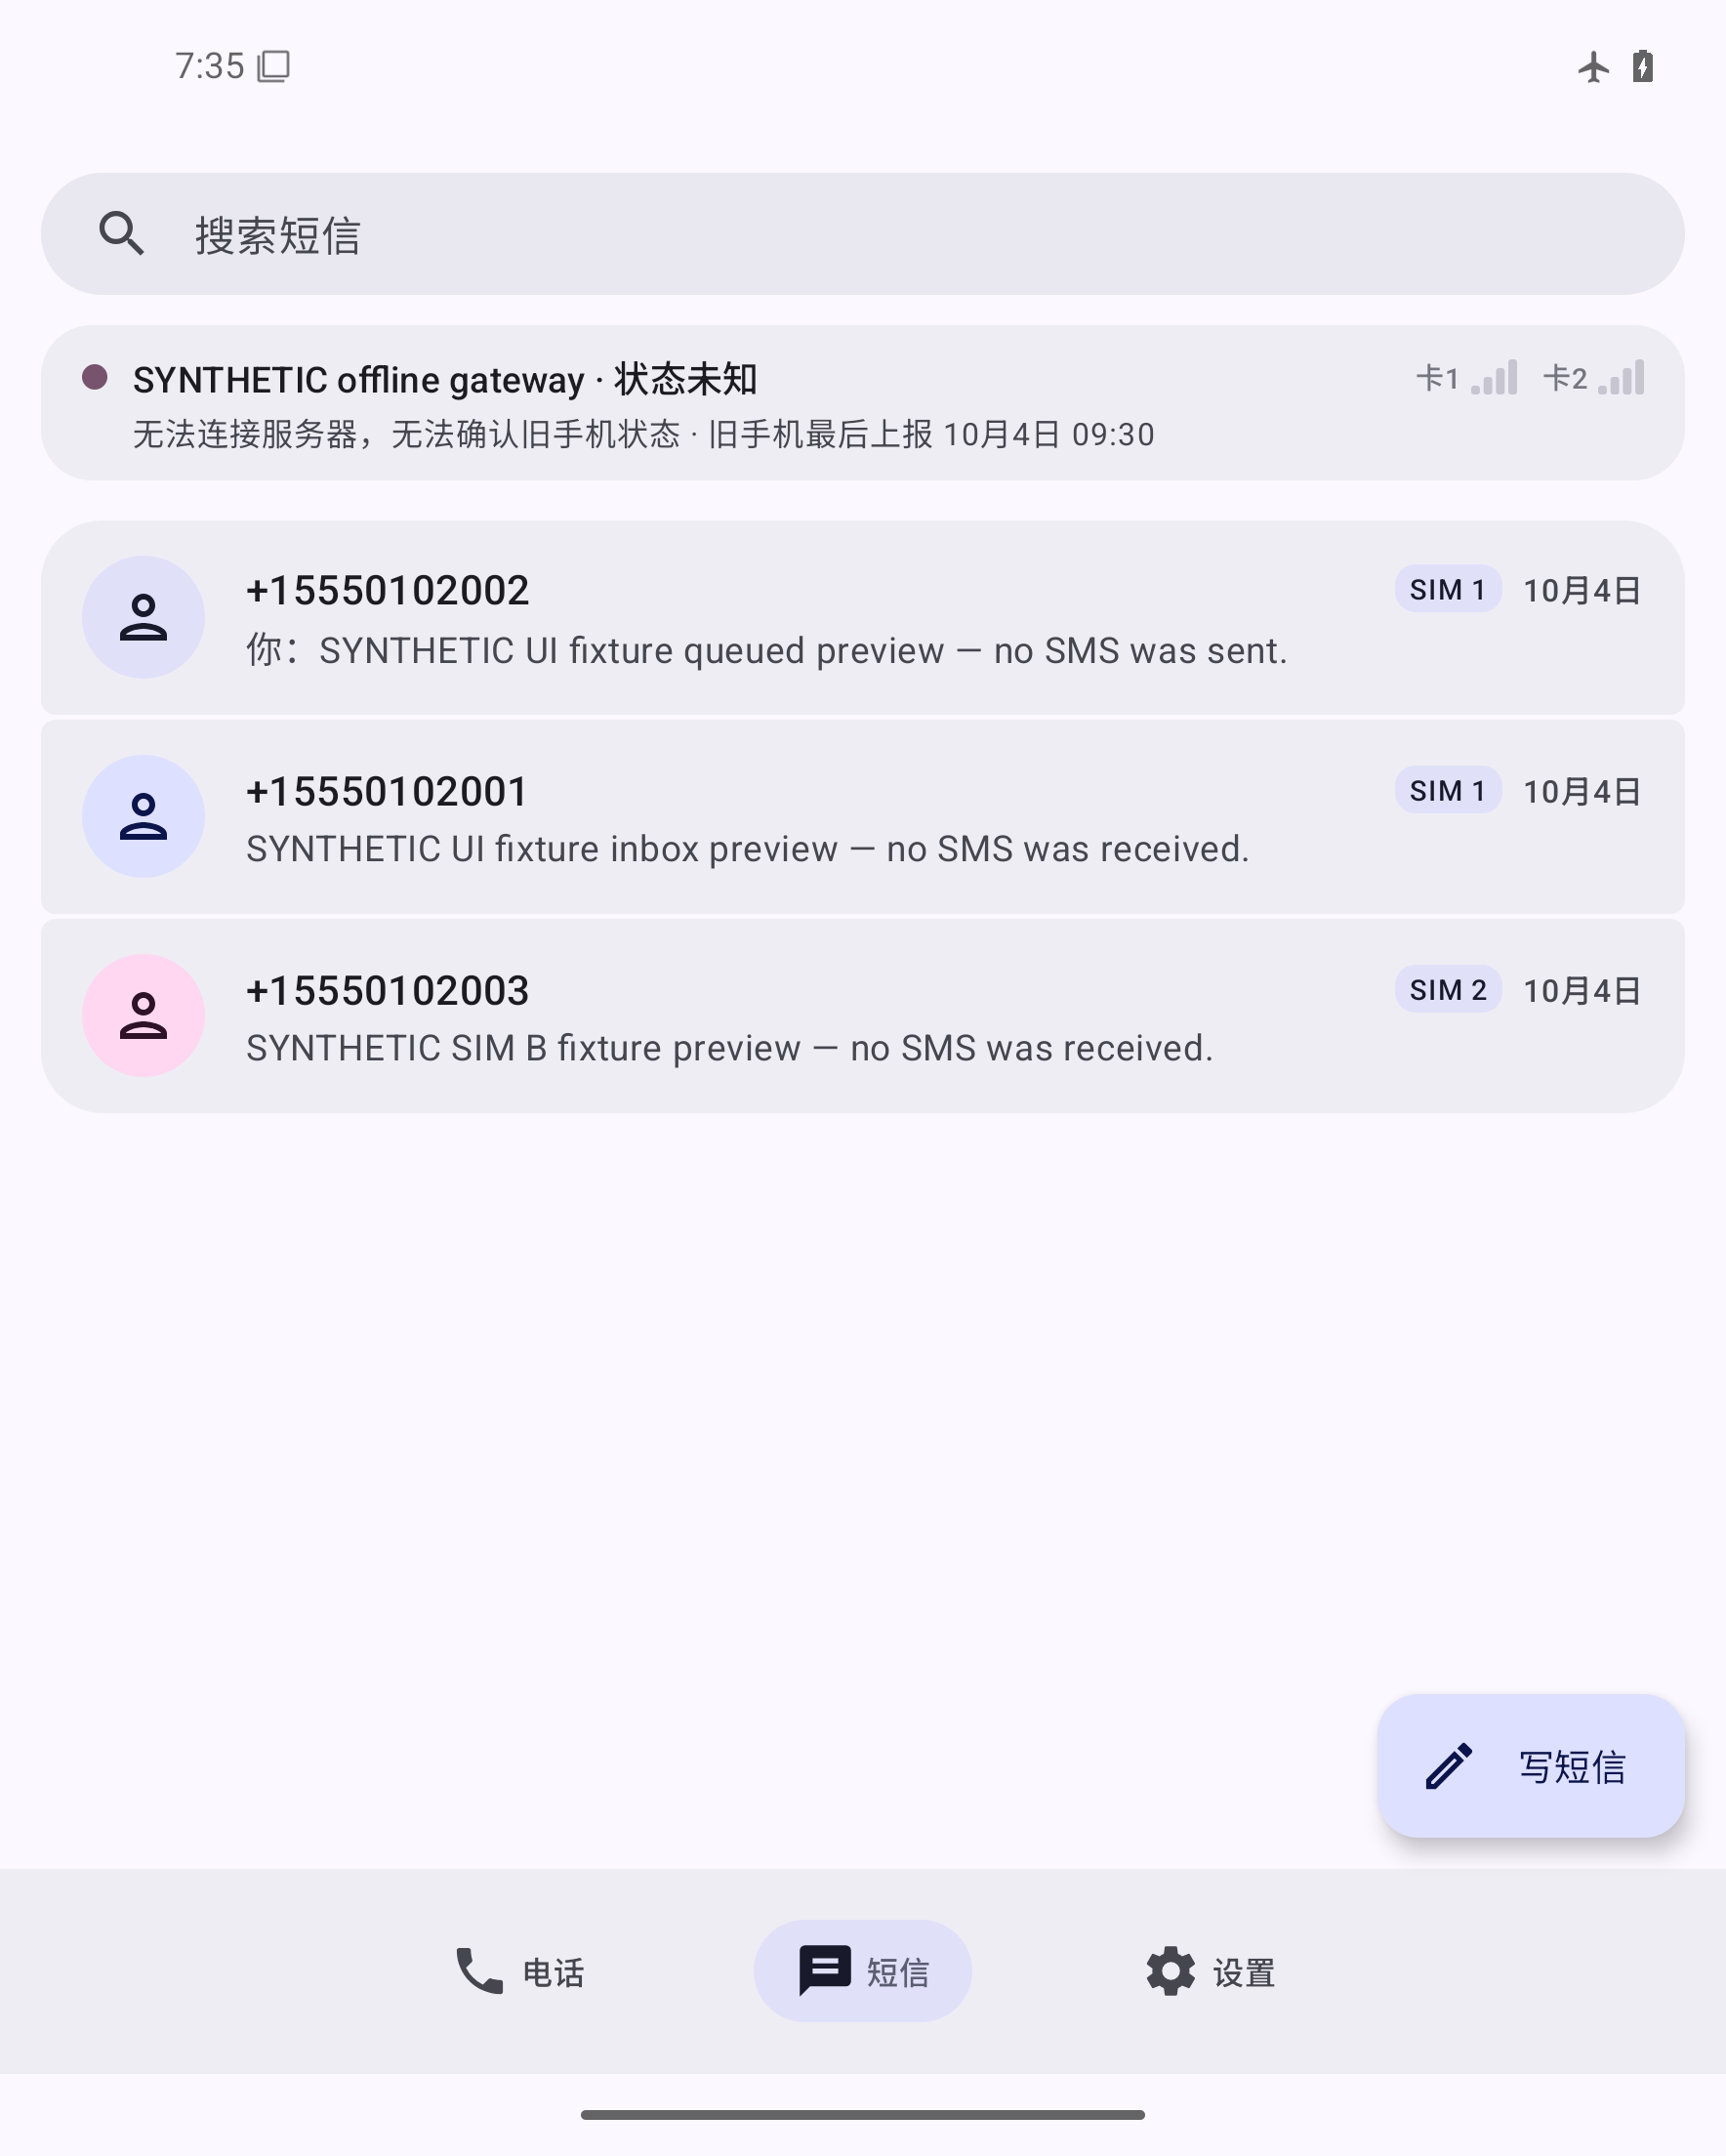 7:35
搜索短信
SYNTHETIC offline gateway · 状态未知
卡1 卡2
无法连接服务器，无法确认旧手机状态 · 旧手机最后上报 10月4日 09:30
+15550102002
SIM 1 10月4日
你：SYNTHETIC UI fixture queued preview — no SMS was sent.
+15550102001
SIM 1 10月4日
SYNTHETIC UI fixture inbox preview — no SMS was received.
+15550102003
SIM 2 10月4日
SYNTHETIC SIM B fixture preview — no SMS was received.
写短信
电话
短信
设置